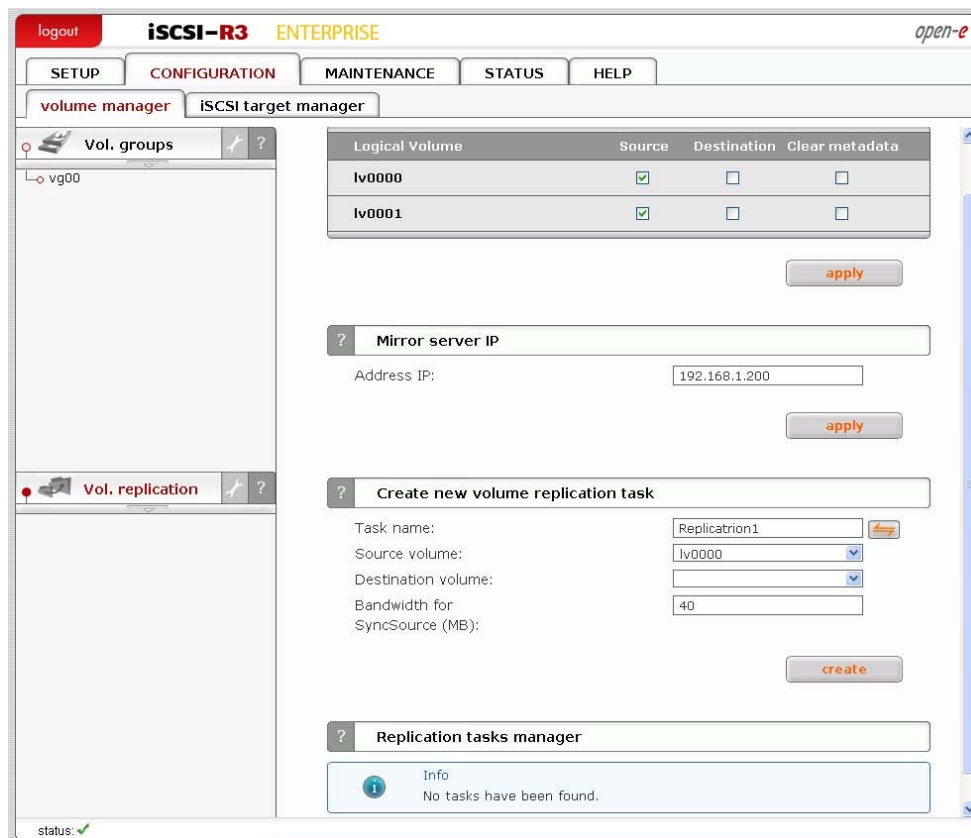 logout
iSCSI-R3 ENTERPRISE
open-e
SETUP
CONFIGURATION
MAINTENANCE
STATUS
HELP
volume manager
iSCSI target manager
Vol. groups
?
vg00
Logical Volume Source Destination Clear metadata
lv0000
lv0001
apply
? Mirror server IP
Address IP: 192.168.1.200
apply
Vol. replication
?
? Create new volume replication task
Task name: Replicatrion1
Source volume: lv0000
Destination volume:
Bandwidth for 40
SyncSource (MB):
create
? Replication tasks manager
Info
No tasks have been found.
status: